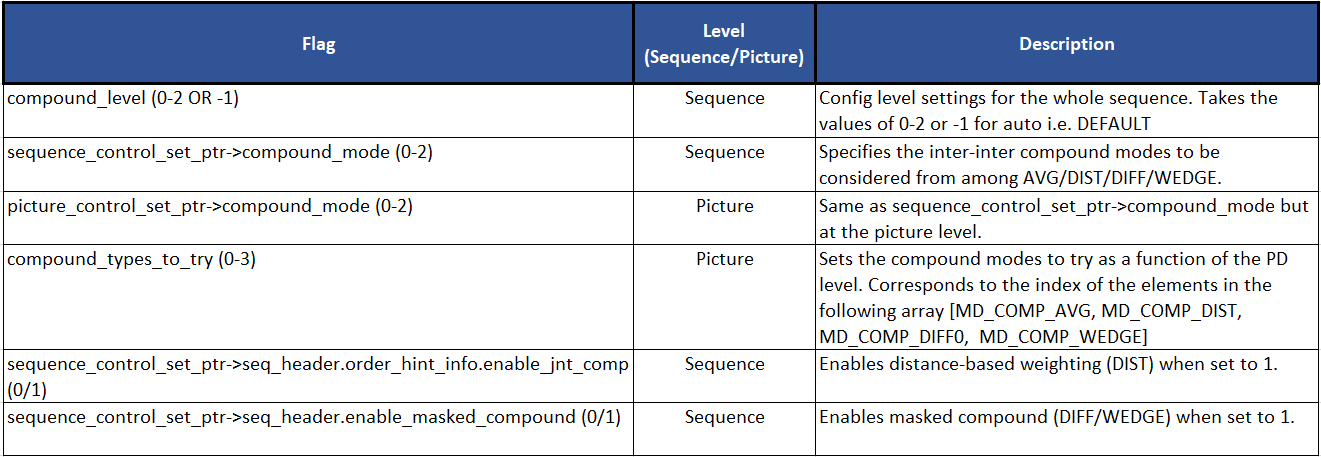 Flag
Level
(Sequence/Picture)
Description
compound_level (0-2 OR -1)
Sequence
Config level settings for the whole sequence. Takes the
values of 0-2 or -1 for auto i.e. DEFAULT
sequence_control_set_ptr->compound_mode (0-2)
Sequence
Specifies the inter-inter compound modes to be
considered from among AVG/DIST/DIFF/WEDGE.
picture_control_set_ptr->compound_mode (0-2)
Picture
Same as sequence_control_set_ptr->compound_mode but
at the picture level.
compound_types_to_try (0-3)
Picture
Sets the compound modes to try as a function of the PD
level. Corresponds to the index of the elements in the
following array [MD_COMP_AVG, MD_COMP_DIST,
MD_COMP_DIFF0,  MD_COMP_WEDGE]
sequence_control_set_ptr->seq_header.order_hint_info.enable_jnt_comp
(0/1)
Sequence
Enables distance-based weighting (DIST) when set to 1.
sequence_control_set_ptr->seq_header.enable_masked_compound (0/1)
Sequence
Enables masked compound (DIFF/WEDGE) when set to 1.